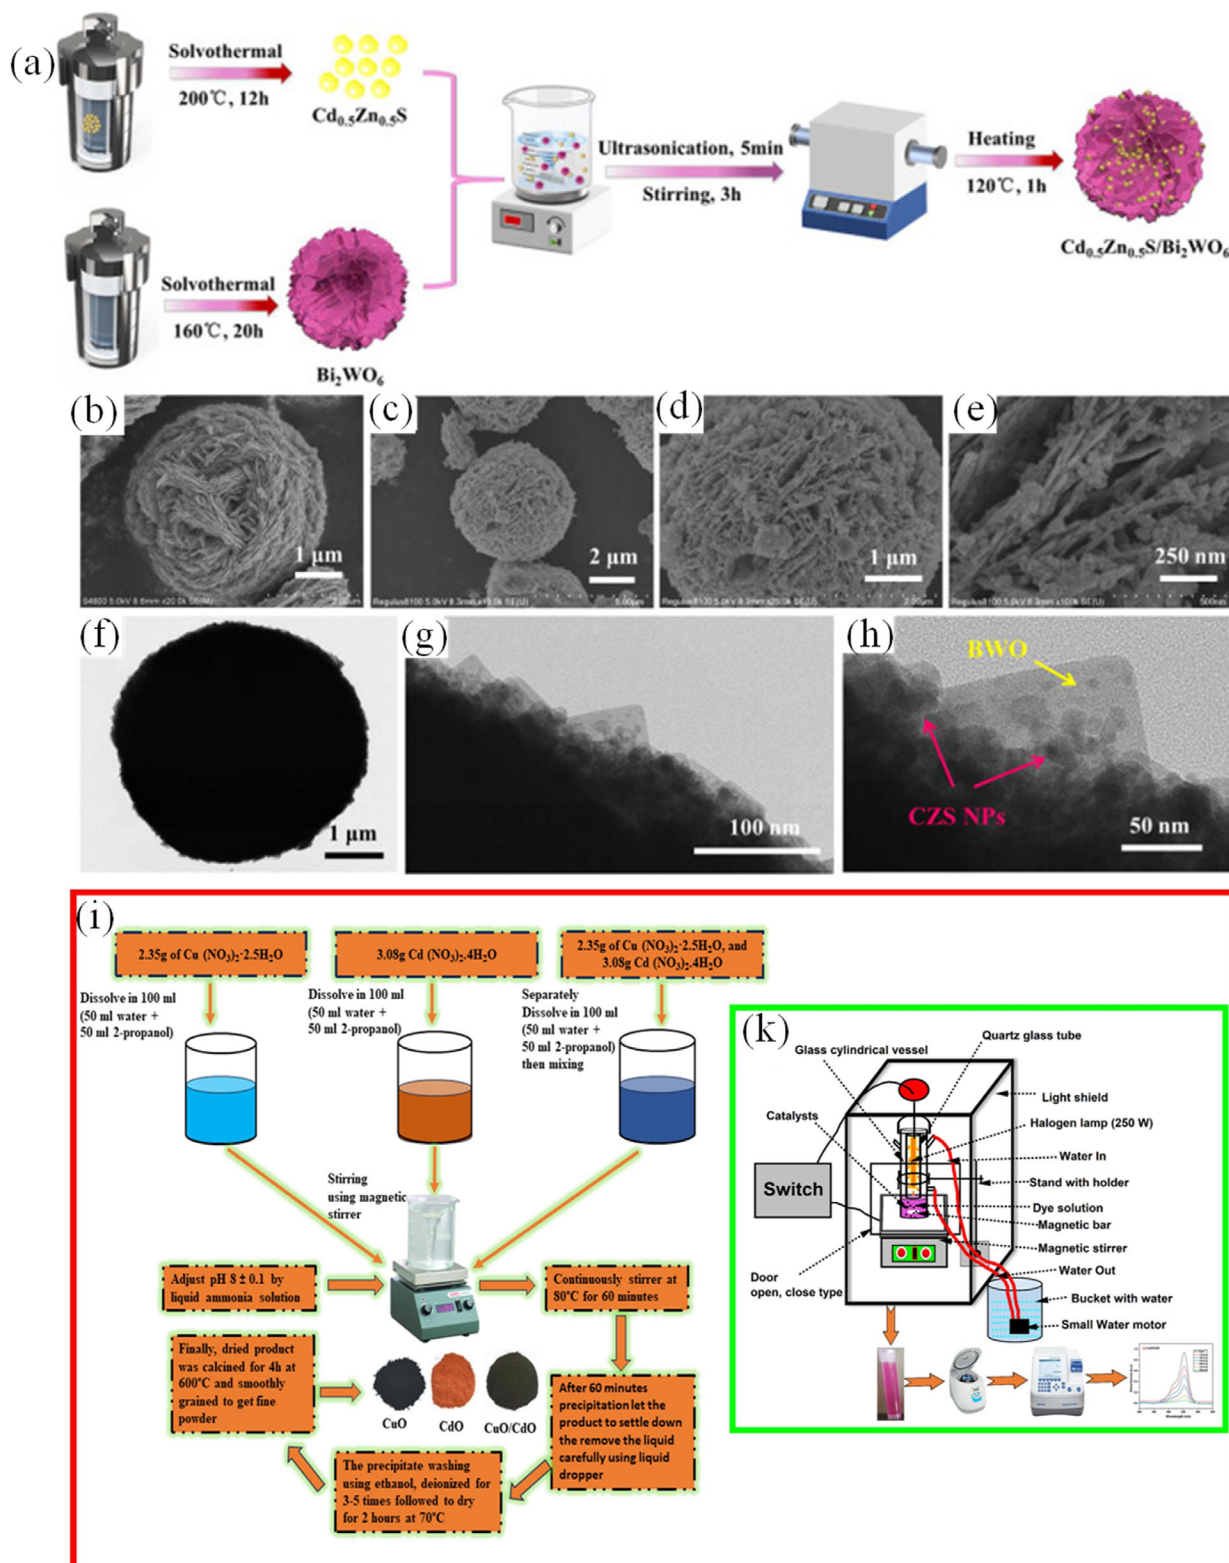 (a)
Solvothermal
200℃, 12h
Cd0.5Zn0.5S
Solvothermal
160℃, 20h
Bi2WO6
Ultrasonication, 5min
Stirring, 3h
Heating
120℃, 1h
Cd0.5Zn0.5S/Bi2WO6
(b)
1 μm
(c)
2 μm
(d)
1 μm
(e)
250 nm
(f)
1 μm
(g)
100 nm
(h)
BWO
CZS NPs
50 nm
(i)
2.35g of Cu (NO3)2·2.5H2O
3.08g Cd (NO3)2.4H2O
2.35g of Cu (NO3)2·2.5H2O, and
3.08g Cd (NO3)2.4H2O
Dissolve in 100 ml
(50 ml water +
50 ml 2-propanol)
Dissolve in 100 ml
(50 ml water +
50 ml 2-propanol)
Separately
Dissolve in 100 ml
(50 ml water +
50 ml 2-propanol)
then mixing
Stirring
using magnetic
stirrer
Adjust pH 8 ± 0.1 by
liquid ammonia solution
Continuously stirrer at
80°C for 60 minutes
Finally, dried product
was calcined for 4h at
600°C and smoothly
grained to get fine
powder
CuO
CdO
CuO/CdO
After 60 minutes
precipitation let the
product to settle down
the remove the liquid
carefully using liquid
dropper
The precipitate washing
using ethanol, deionized for
3-5 times followed to dry
for 2 hours at 70°C
(k)
Quartz glass tube
Glass cylindrical vessel
Light shield
Catalysts
Halogen lamp (250 W)
Water In
Switch
Stand with holder
Dye solution
Magnetic bar
Magnetic stirrer
Door
open, close type
Water Out
Bucket with water
Small Water motor